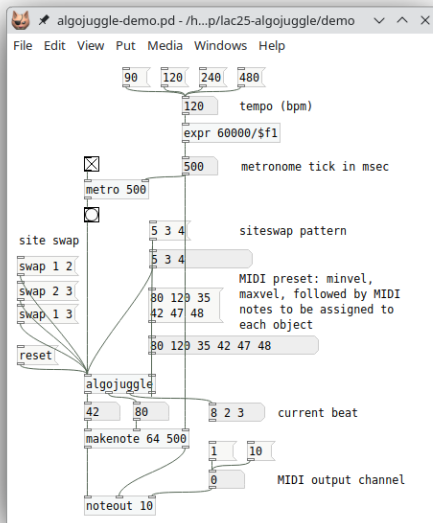 algojuggle-demo.pd - /h...p/lac25-algojuggle/demo
File Edit View Put Media Windows Help
90 120 240 480
120 tempo (bpm)
expr 60000/$f1
500 metronome tick in msec
metro 500
5 3 4 siteswap pattern
site swap
5 3 4
swap 1 2
swap 2 3
swap 1 3
MIDI preset: minvel,
maxvel, followed by MIDI
notes to be assigned to
each object
80 120 35
42 47 48
80 120 35 42 47 48
reset
algojuggle
42 80 8 2 3 current beat
makenote 64 500
1 10
0 MIDI output channel
noteout 10